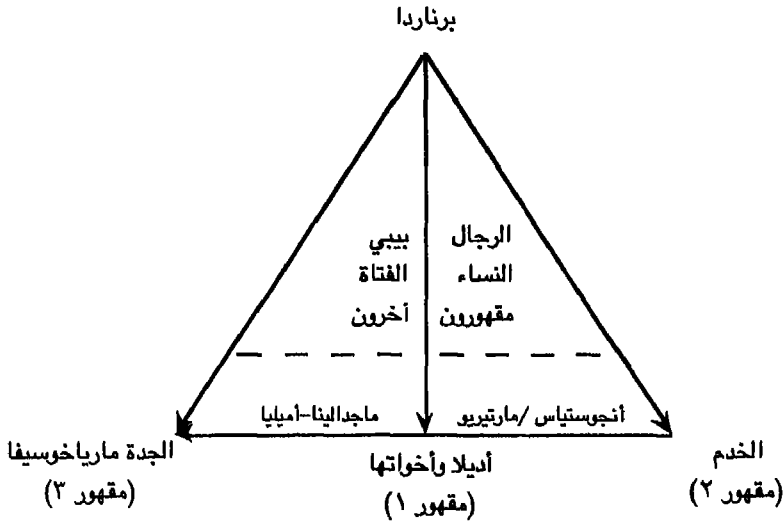 برناردا
الرجال
النساء
مقهورون
بيبي
الفتاة
أخرون
أنجوستياس /مارتيريو
ماجدالينا-أميليا
الخدم
(مقهور ٢)
أديلا وأخواتها
(مقهور ١)
الجدة مارياخوسيفا
(مقهور ٣)